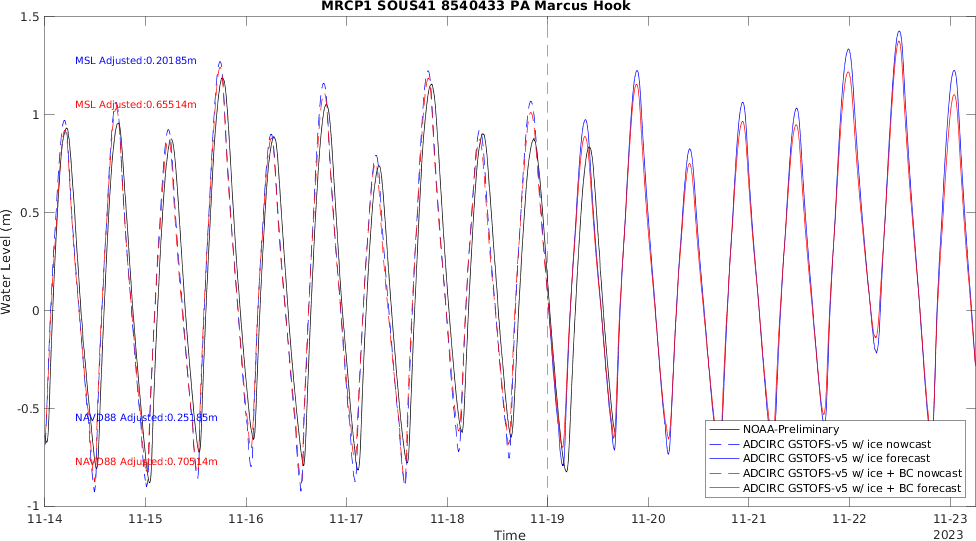 MRCP1 SOUS41 8540433 PA Marcus Hook
1.5
1
0.5
0
-0.5
-1
Water Level (m)
MSL Adjusted:0.20185m
MSL Adjusted:0.65514m
NAVD88 Adjusted:0.25185m
NAVD88 Adjusted:0.70514m
NOAA-Preliminary
ADCIRC GSTOFS-v5 w/ ice nowcast
ADCIRC GSTOFS-v5 w/ ice forecast
ADCIRC GSTOFS-v5 w/ ice + BC nowcast
ADCIRC GSTOFS-v5 w/ ice + BC forecast
11-14 11-15 11-16 11-17 11-18 11-19 11-20 11-21 11-22 11-23
2023
Time